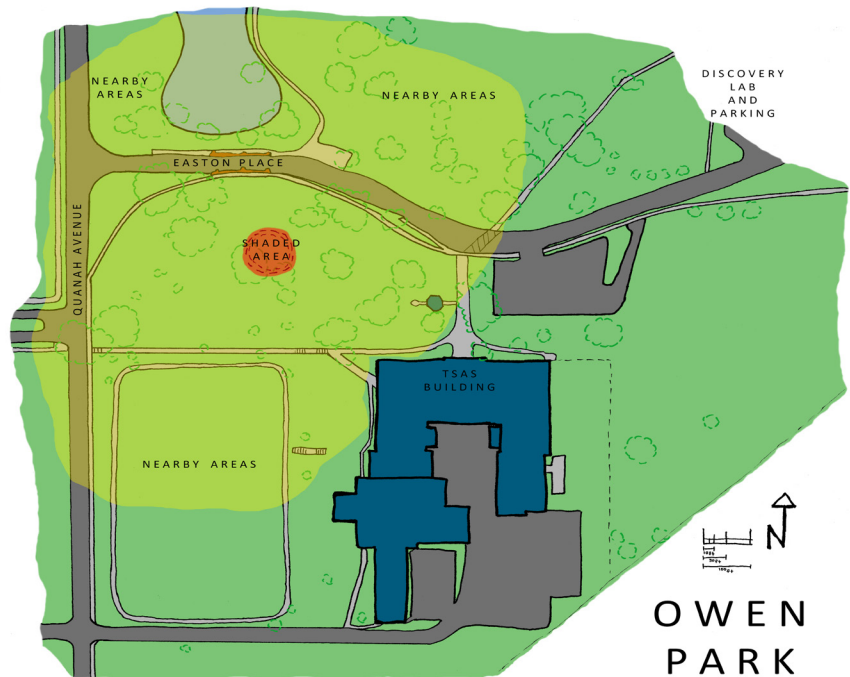 NEARBY
AREAS
NEARBY AREAS
DISCOVERY
LAB
AND
PARKING
EASTON PLACE
QUANAH AVENUE
SHADED
AREA
TSAS
BUILDING
NEARBY AREAS
N
OWEN
PARK